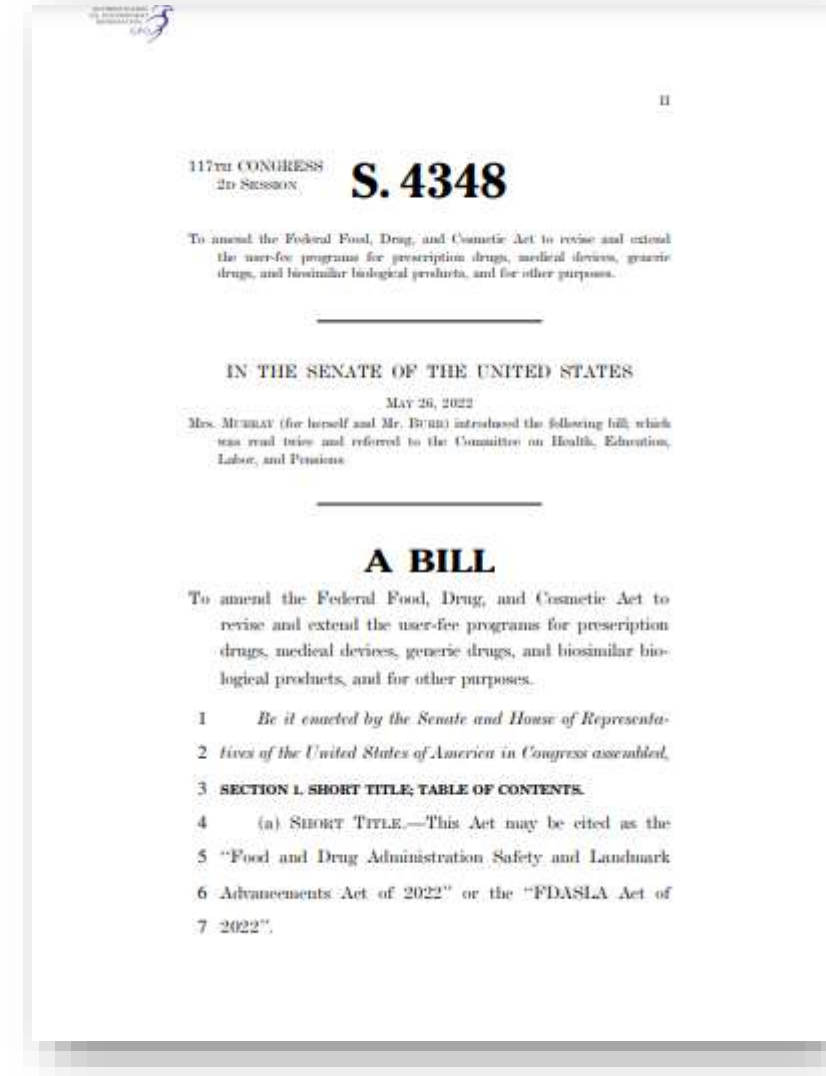 GPO
II
117TH CONGRESS
2D SESSION
S. 4348
To amend the Federal Food, Drug, and Cosmetic Act to revise and extend
the user-fee programs for prescription drugs, medical devices, generic
drugs, and biosimilar biological products, and for other purposes.
IN THE SENATE OF THE UNITED STATES
MAY 26, 2022
Mrs. MURRAY (for herself and Mr. BURR) introduced the following bill; which
was read twice and referred to the Committee on Health, Education,
Labor, and Pensions
A BILL
To amend the Federal Food, Drug, and Cosmetic Act to
revise and extend the user-fee programs for prescription
drugs, medical devices, generic drugs, and biosimilar bio-
logical products, and for other purposes.
1 Be it enacted by the Senate and House of Representa-
2 tives of the United States of America in Congress assembled,
3 SECTION 1. SHORT TITLE; TABLE OF CONTENTS.
4 (a) SHORT TITLE.—This Act may be cited as the
5 “Food and Drug Administration Safety and Landmark
6 Advancements Act of 2022” or the “FDASLA Act of
7 2022”.